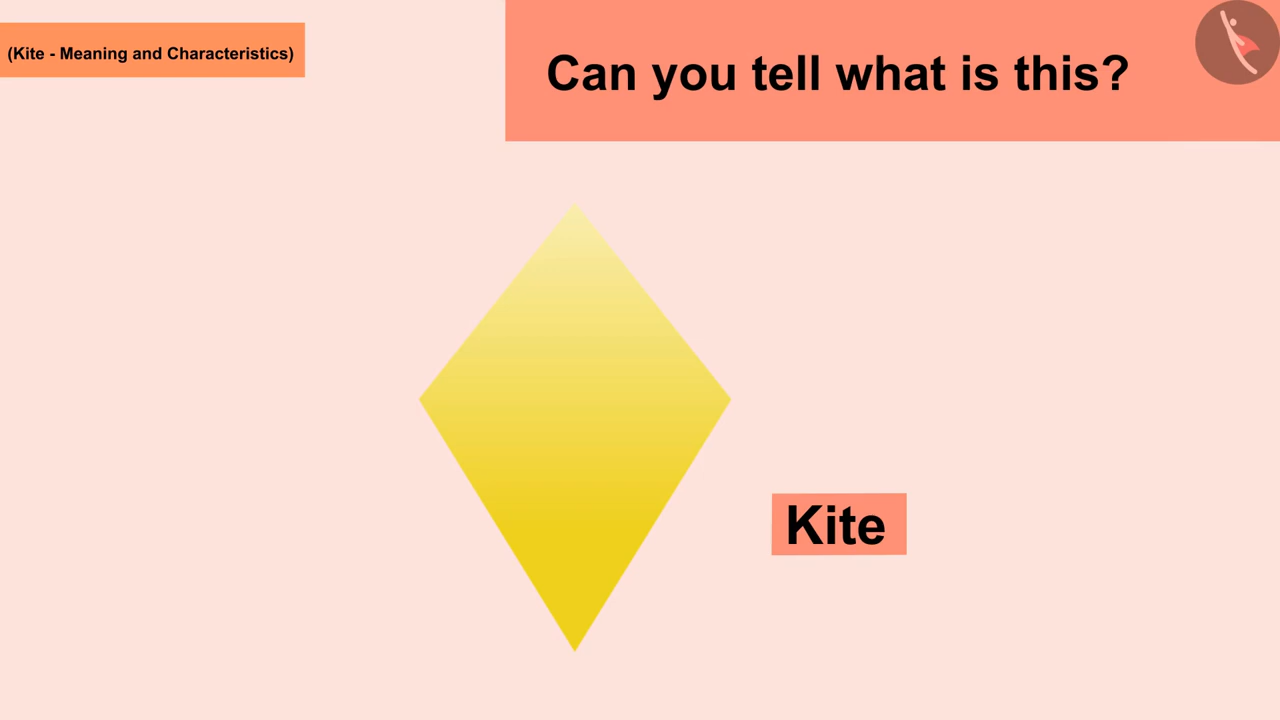 (Kite - Meaning and Characteristics)
Can you tell what is this?
Kite